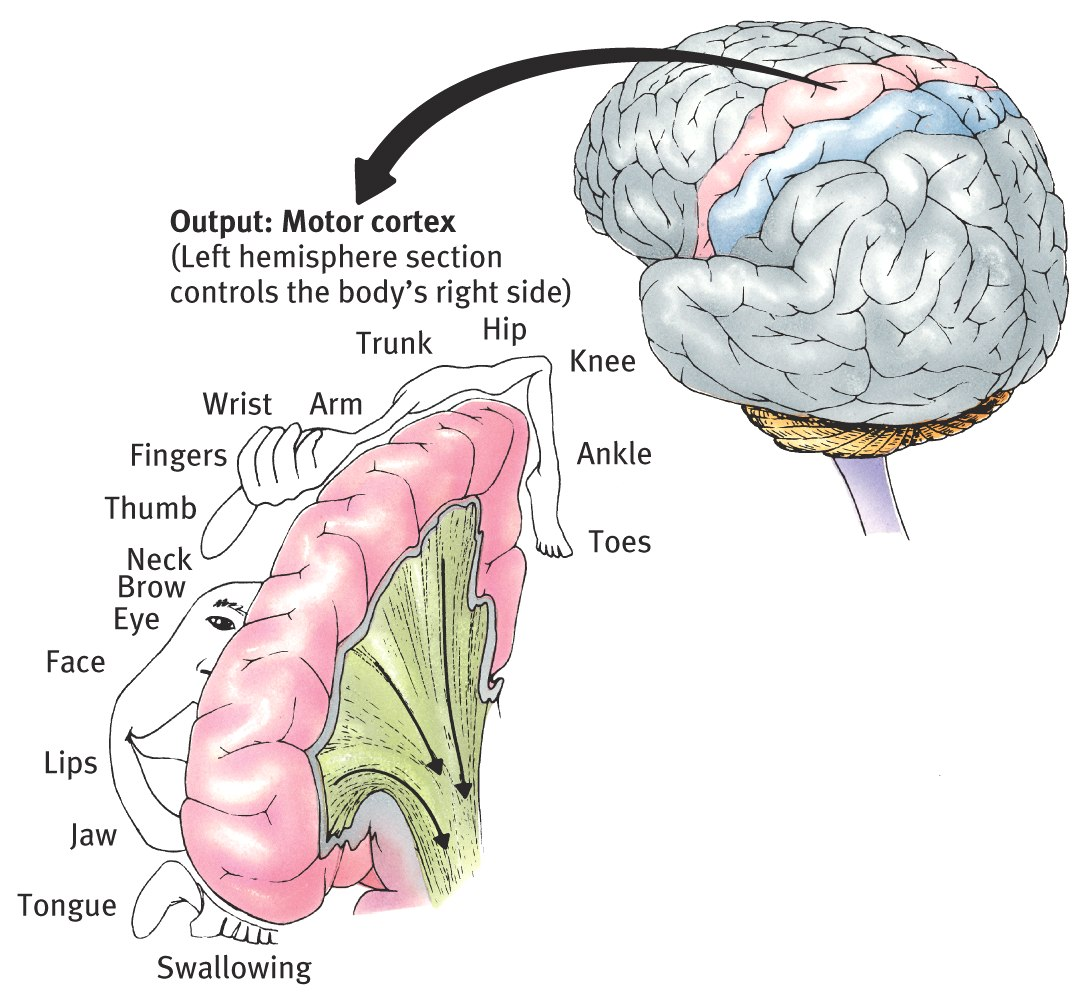 Output: Motor cortex
(Left hemisphere section
controls the body’s right side)
Hip
Trunk
Knee
Wrist
Arm
Fingers
Ankle
Thumb
Toes
Neck
Brow
Eye
Face
Lips
Jaw
Tongue
Swallowing